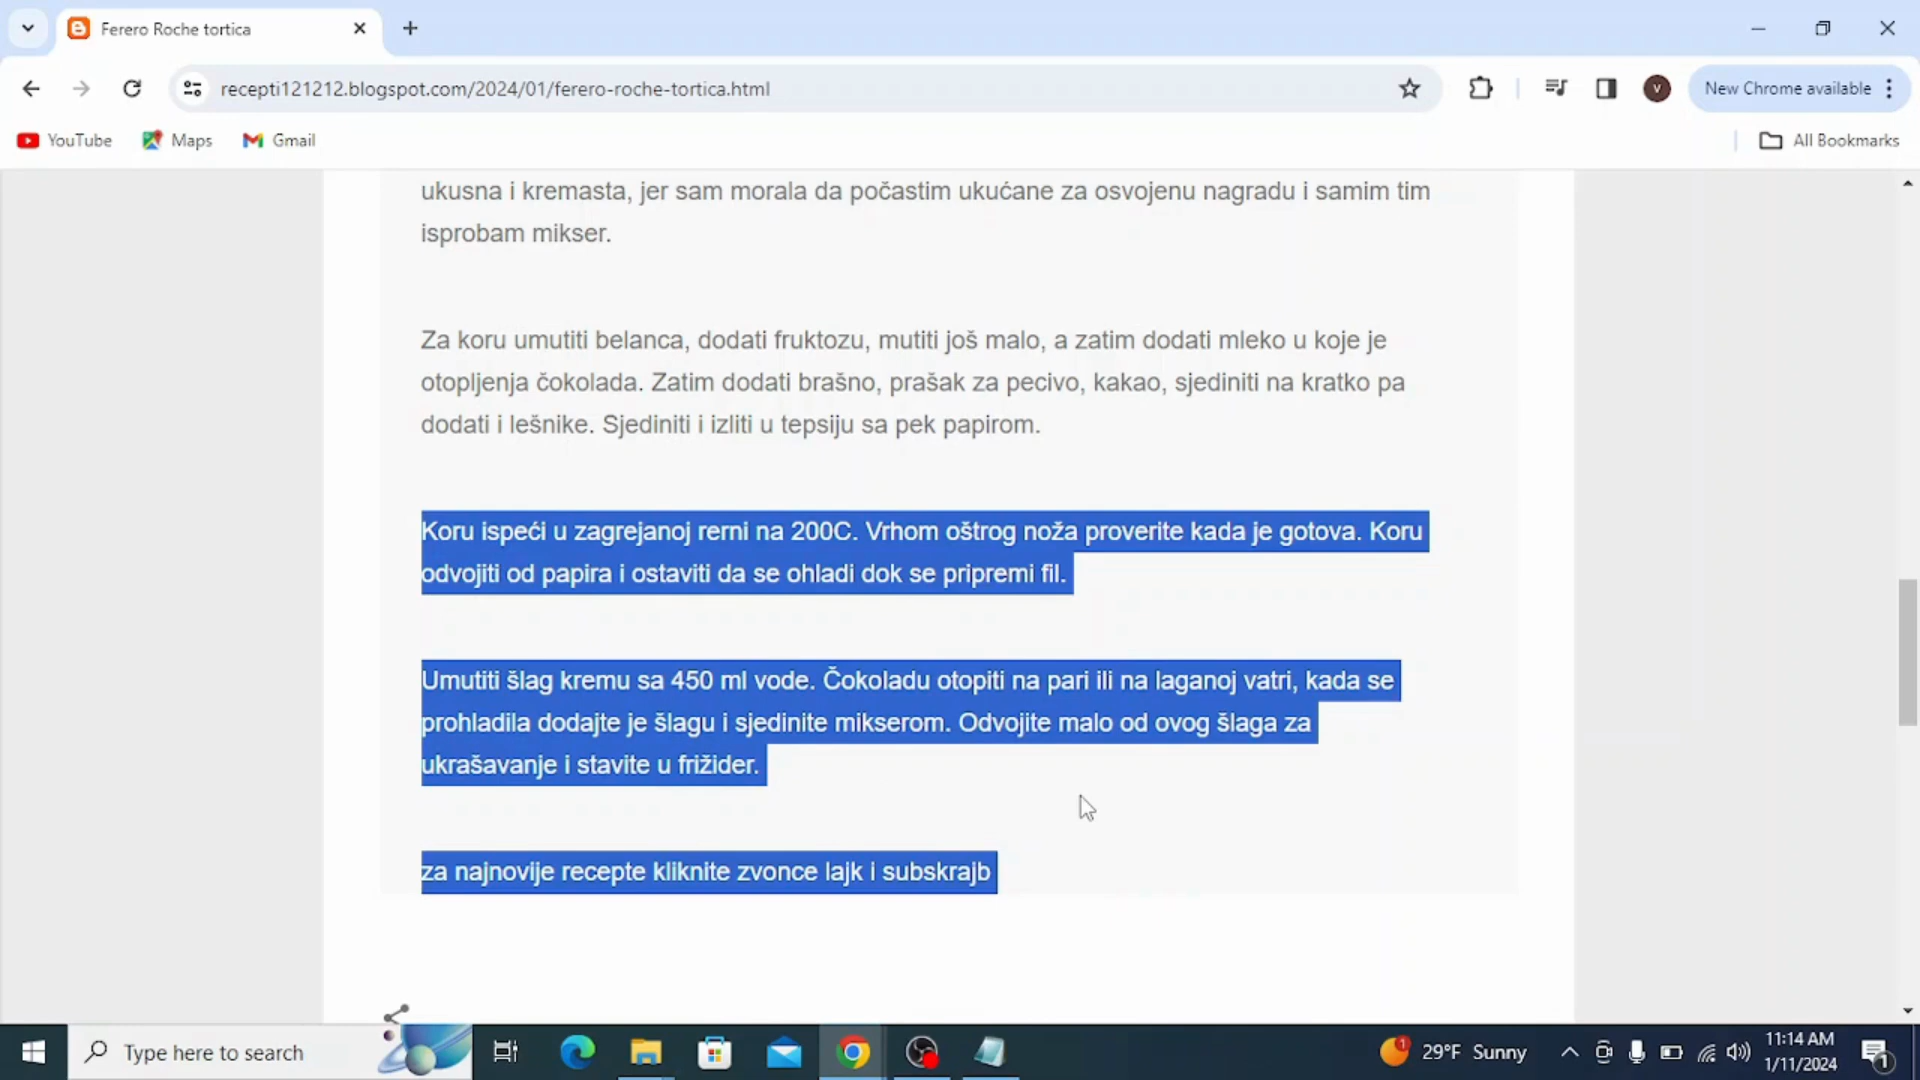 Ferero Roche tortica
recepti121212.blogspot.com/2024/01/ferero-roche-tortica.html
V
New Chrome available
YouTube
Maps
Gmail
All Bookmarks
ukusna i kremasta, jer sam morala da počastim ukućane za osvojenu nagradu i samim tim
isprobam mikser.
Za koru umutiti belanca, dodati fruktozu, mutiti još malo, a zatim dodati mleko u koje je
otopljenja čokolada. Zatim dodati brašno, prašak za pecivo, kakao, sjediniti na kratko pa
dodati i lešnike. Sjediniti i izliti u tepsiju sa pek papirom.
Koru ispeći u zagrejanoj rerni na 200C. Vrhom oštrog noža proverite kada je gotova. Koru
odvojiti od papira i ostaviti da se ohladi dok se pripremi fil.
Umutiti šlag kremu sa 450 ml vode. Čokoladu otopiti na pari ili na laganoj vatri, kada se
prohladila dodajte je šlagu i sjedinite mikserom. Odvojite malo od ovog šlaga za
ukrašavanje i stavite u frižider.
za najnovije recepte kliknite zvonce lajk i subskrajb
Type here to search
1
29°F Sunny
11:14 AM
1/11/2024
1